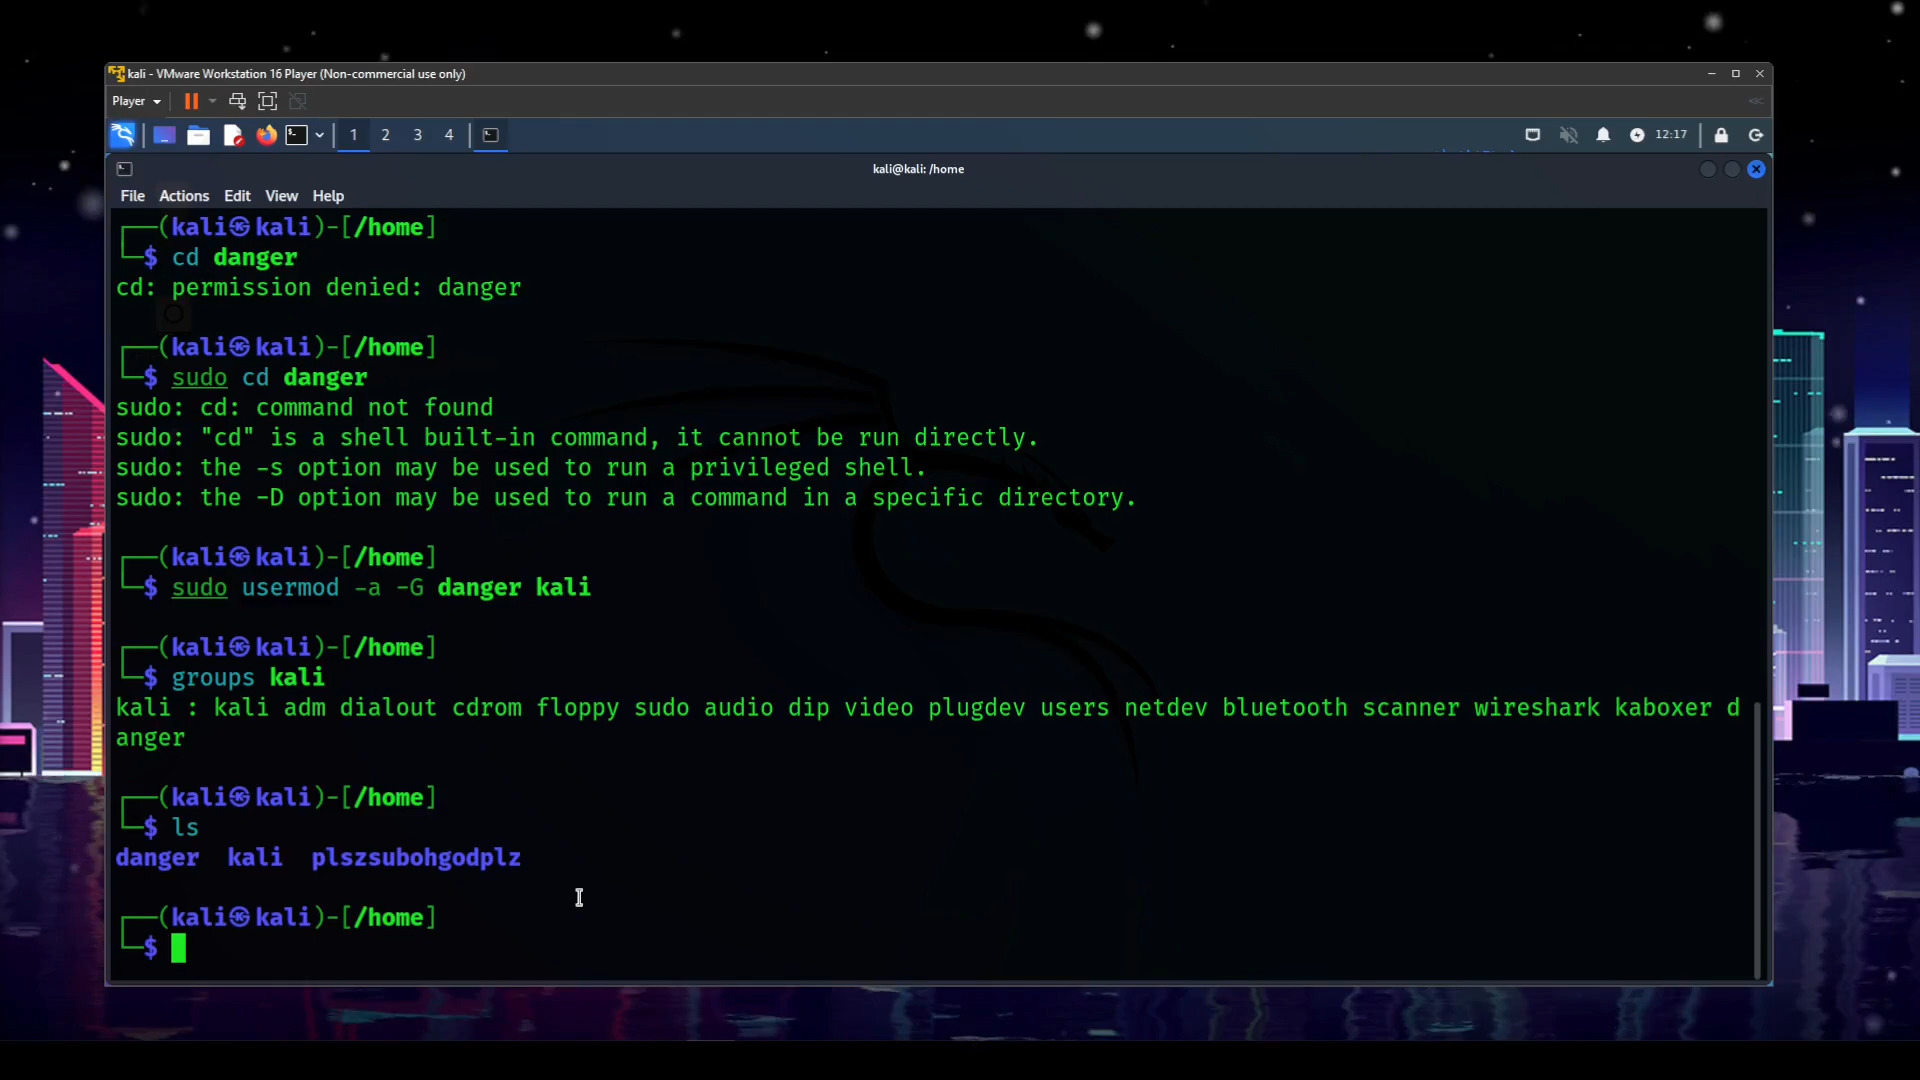 kali - VMware Workstation 16 Player (Non-commercial use only)
Player
1 2 3 4 12:17
kali@kali: /home
File Actions Edit View Help
┌──(kali㉿kali)-[/home]
└─$ cd danger
cd: permission denied: danger
┌──(kali㉿kali)-[/home]
└─$ sudo cd danger
sudo: cd: command not found
sudo: "cd" is a shell built-in command, it cannot be run directly.
sudo: the -s option may be used to run a privileged shell.
sudo: the -D option may be used to run a command in a specific directory.
┌──(kali㉿kali)-[/home]
└─$ sudo usermod -a -G danger kali
┌──(kali㉿kali)-[/home]
└─$ groups kali
kali : kali adm dialout cdrom floppy sudo audio dip video plugdev users netdev bluetooth scanner wireshark kaboxer d
anger
┌──(kali㉿kali)-[/home]
└─$ ls
danger kali plszsubohgodplz
┌──(kali㉿kali)-[/home]
└─$